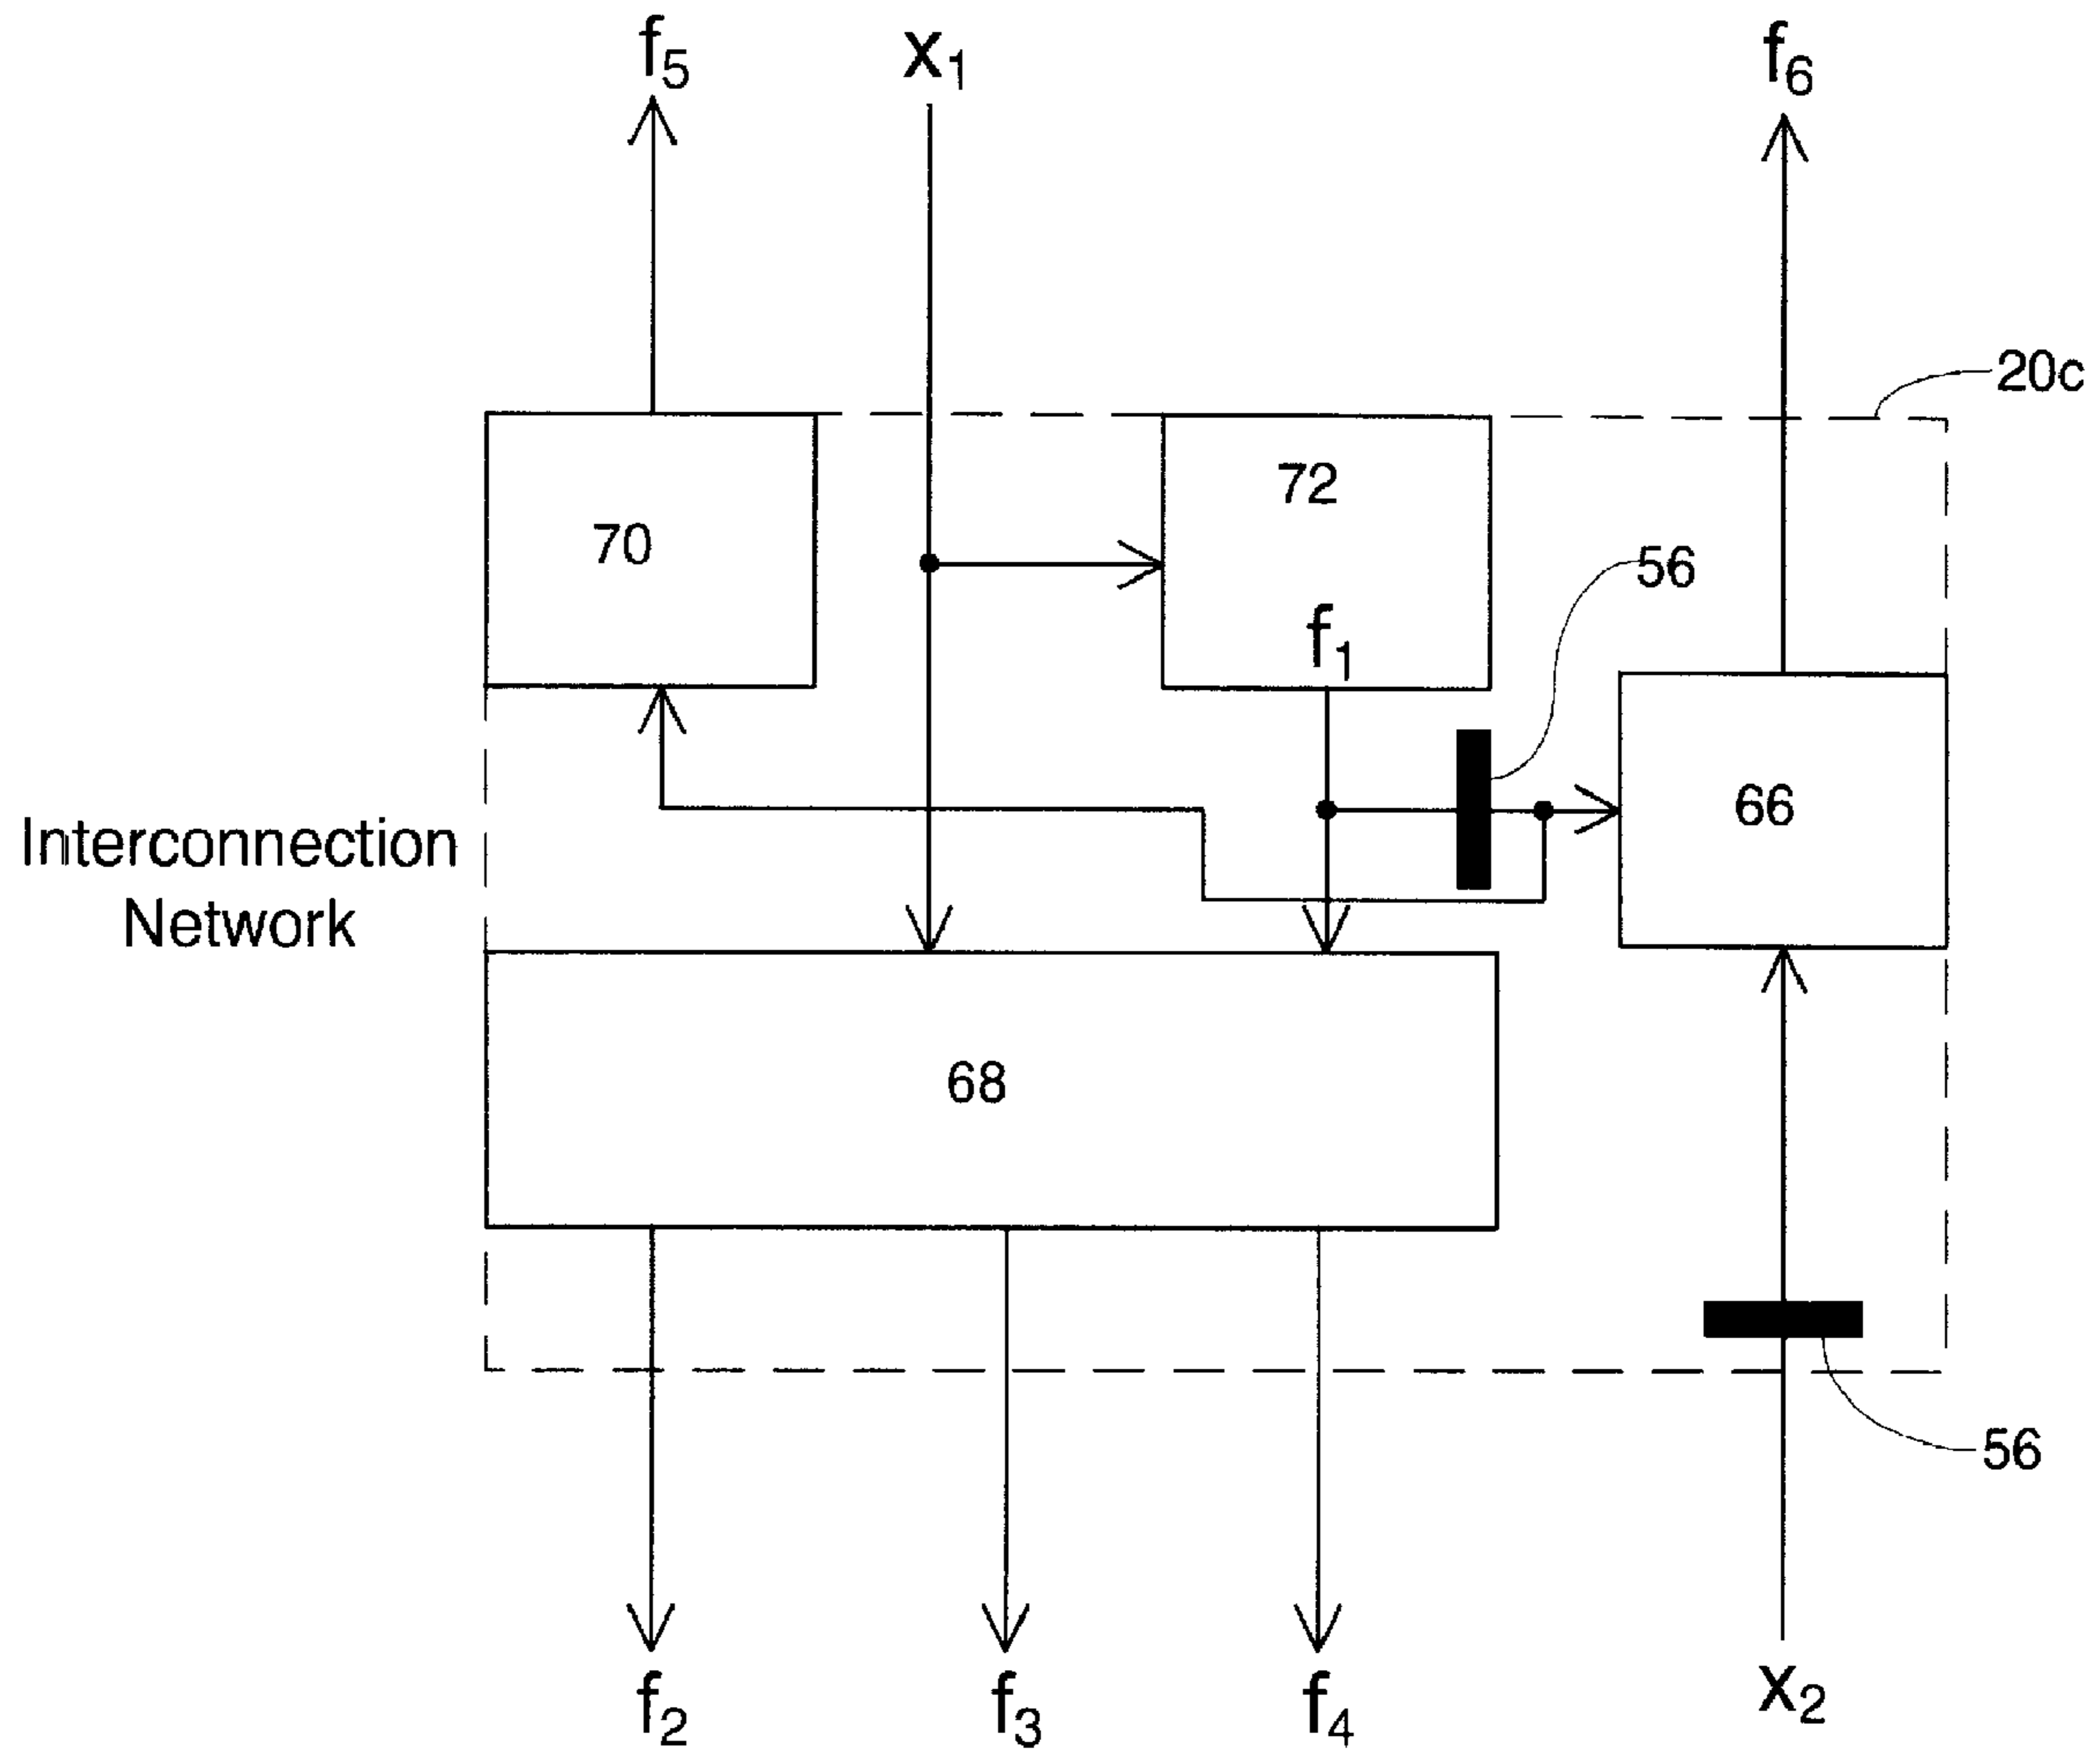 f5
x1
f6
20c
72
70
56
f1
66
Interconnection
Network
68
56
f2
f3
f4
x2